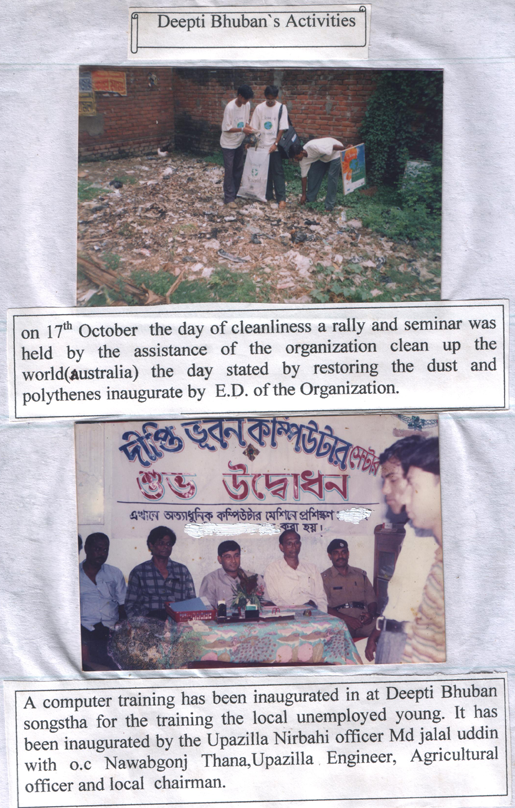 Deepti Bhuban`s Activities
on 17th October the day of cleanliness a rally and seminar was
held by the assistance of the organization clean up the
world(Australia) the day stated by restoring the dust and
polythenes inaugurate by E.D. of the Organization.
দীপ্তি ভূবন কম্পিউটার সেন্টার
শুভ উদ্বোধন
এখানে অত্যাধুনিক কম্পিউটার মেশিনে প্রশিক্ষণ
করা হয়।
A computer training has been inaugurated in at Deepti Bhuban
songstha for the training the local unemployed young. It has
been inaugurated by the Upazilla Nirbahi officer Md jalal uddin
with o.c Nawabgonj Thana,Upazilla Engineer, Agricultural
officer and local chairman.